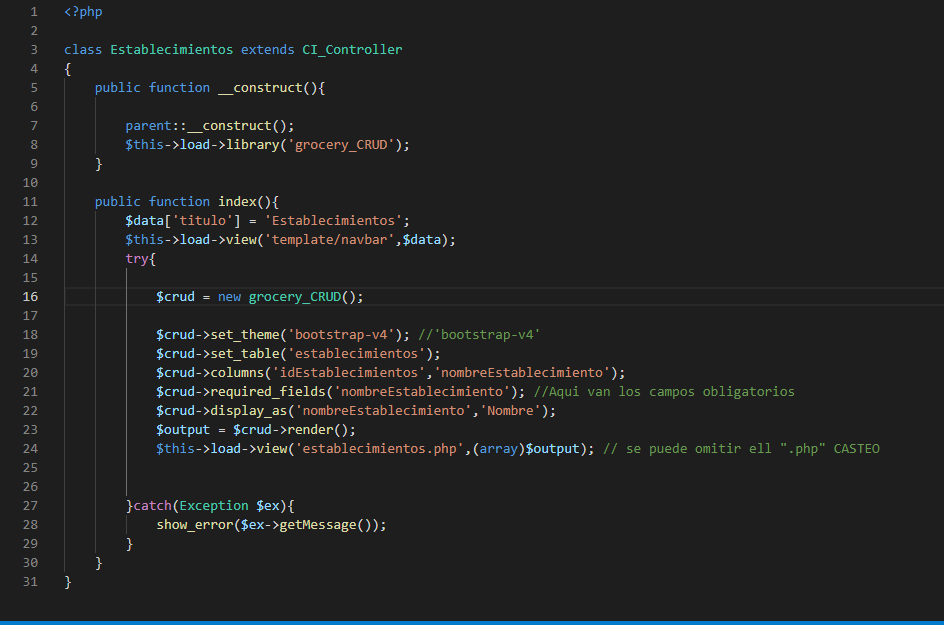 1 <?php
2
3 class Establecimientos extends CI_Controller
4 {
5     public function __construct(){
6
7         parent::__construct();
8         $this->load->library('grocery_CRUD');
9     }
10
11     public function index(){
12         $data['titulo'] = 'Establecimientos';
13         $this->load->view('template/navbar',$data);
14         try{
15
16             $crud = new grocery_CRUD();
17
18             $crud->set_theme('bootstrap-v4'); //'bootstrap-v4'
19             $crud->set_table('establecimientos');
20             $crud->columns('idEstablecimientos','nombreEstablecimiento');
21             $crud->required_fields('nombreEstablecimiento'); //Aqui van los campos obligatorios
22             $crud->display_as('nombreEstablecimiento','Nombre');
23             $output = $crud->render();
24             $this->load->view('establecimientos.php',(array)$output); // se puede omitir ell ".php" CASTEO
25
26
27         }catch(Exception $ex){
28             show_error($ex->getMessage());
29         }
30     }
31 }